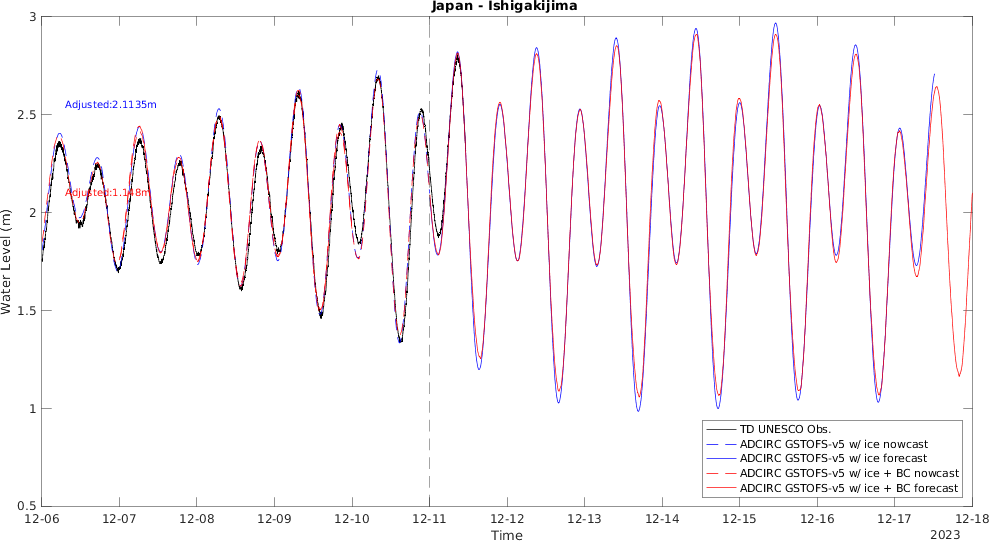 Japan - Ishigakijima
3
2.5
2
1.5
1
0.5
Water Level (m)
Adjusted:2.1135m
Adjusted:1.148m
TD UNESCO Obs.
ADCIRC GSTOFS-v5 w/ ice nowcast
ADCIRC GSTOFS-v5 w/ ice forecast
ADCIRC GSTOFS-v5 w/ ice + BC nowcast
ADCIRC GSTOFS-v5 w/ ice + BC forecast
12-06 12-07 12-08 12-09 12-10 12-11 12-12 12-13 12-14 12-15 12-16 12-17 12-18
Time
2023